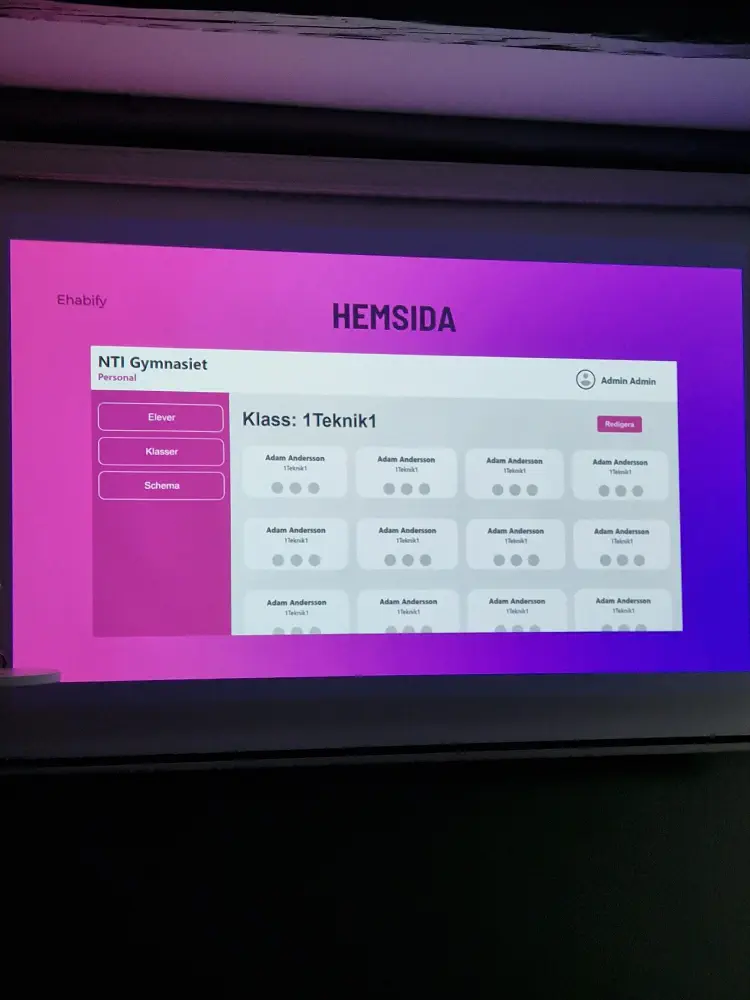 Ehabify
HEMSIDA
NTI Gymnasiet
Personal
Admin Admin
Elever
Klasser
Schema
Klass: 1Teknik1
Redigera
Adam Andersson
1Teknik1
Adam Andersson
1Teknik1
Adam Andersson
1Teknik1
Adam Andersson
1Teknik1
Adam Andersson
1Teknik1
Adam Andersson
1Teknik1
Adam Andersson
1Teknik1
Adam Andersson
1Teknik1
Adam Andersson
1Teknik1
Adam Andersson
1Teknik1
Adam Andersson
1Teknik1
Adam Andersson
1Teknik1